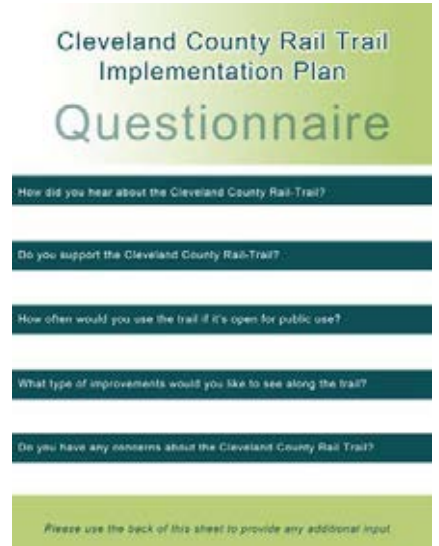 Cleveland County Rail Trail
Implementation Plan
Questionnaire
How did you hear about the Cleveland County Rail-Trail?
Do you support the Cleveland County Rail-Trail?
How often would you use the trail if it's open for public use?
What type of improvements would you like to see along the trail?
Do you have any concerns about the Cleveland County Rail Trail?
Please use the back of this sheet to provide any additional input